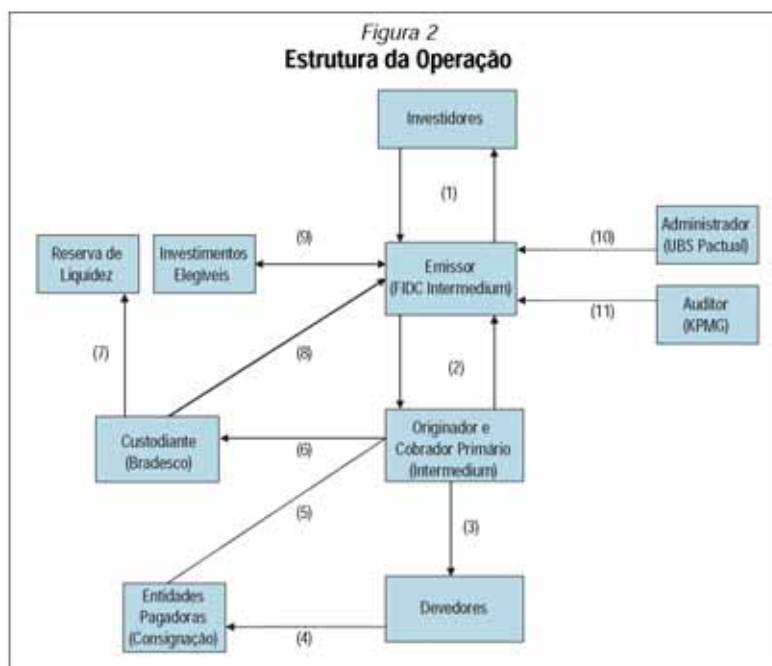 Figura 2
Estrutura da Operação
Investidores
(1)
Reserva de
Liquidez
Investimentos
Elegíveis
(9)
Emissor
(FIDC Intermedium)
(10)
Administrador
(UBS Pactual)
(11)
Auditor
(KPMG)
(7)
(8)
(2)
Custodiante
(Bradesco)
(6)
Originador e
Cobrador Primário
(Intermedium)
(5)
(3)
Entidades
Pagadoras
(Consignação)
(4)
Devedores